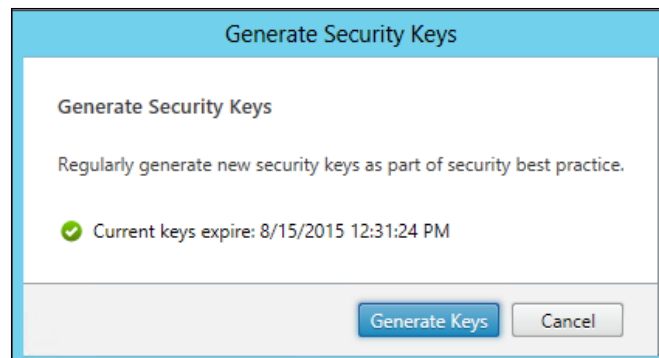 Generate Security Keys
Generate Security Keys
Regularly generate new security keys as part of security best practice.
Current keys expire: 8/15/2015 12:31:24 PM
Generate Keys Cancel